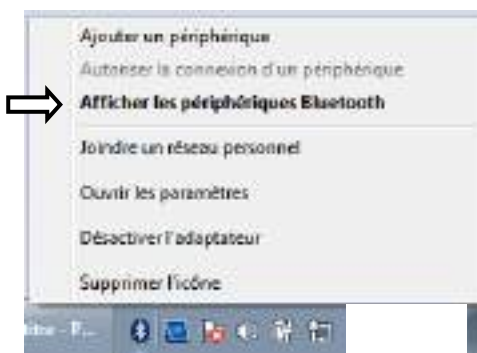 Ajouter un périphérique
Autoriser la connexion d'un périphérique
Afficher les périphériques Bluetooth
Joindre un réseau personnel
Ouvrir les paramètres
Désactiver l'adaptateur
Supprimer l'icône